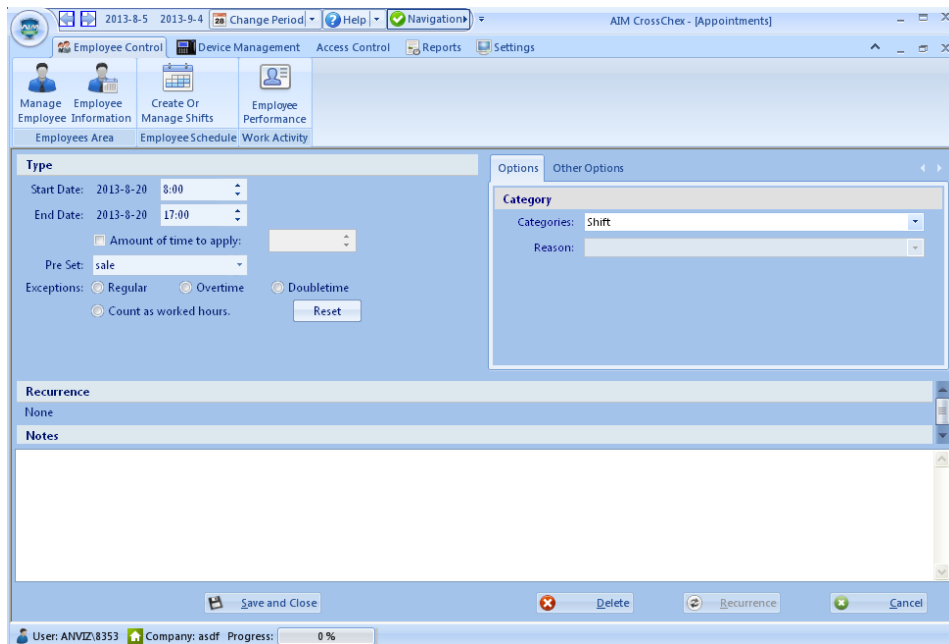 2013-8-5 2013-9-4 28 Change Period Help Navigation AIM CrossChex - [Appointments]
Employee Control Device Management Access Control Reports Settings
Manage Employee Employee Information Create Or Manage Shifts Employee Performance
Employees Area Employee Schedule Work Activity
Type
Start Date: 2013-8-20 8:00
End Date: 2013-8-20 17:00
Amount of time to apply:
Pre Set: sale
Exceptions: Regular Overtime Doubletime
Count as worked hours. Reset
Options Other Options
Category
Categories: Shift
Reason:
Recurrence
None
Notes
Save and Close Delete Recurrence Cancel
User: ANVIZ\8353 Company: asdf Progress: 0 %